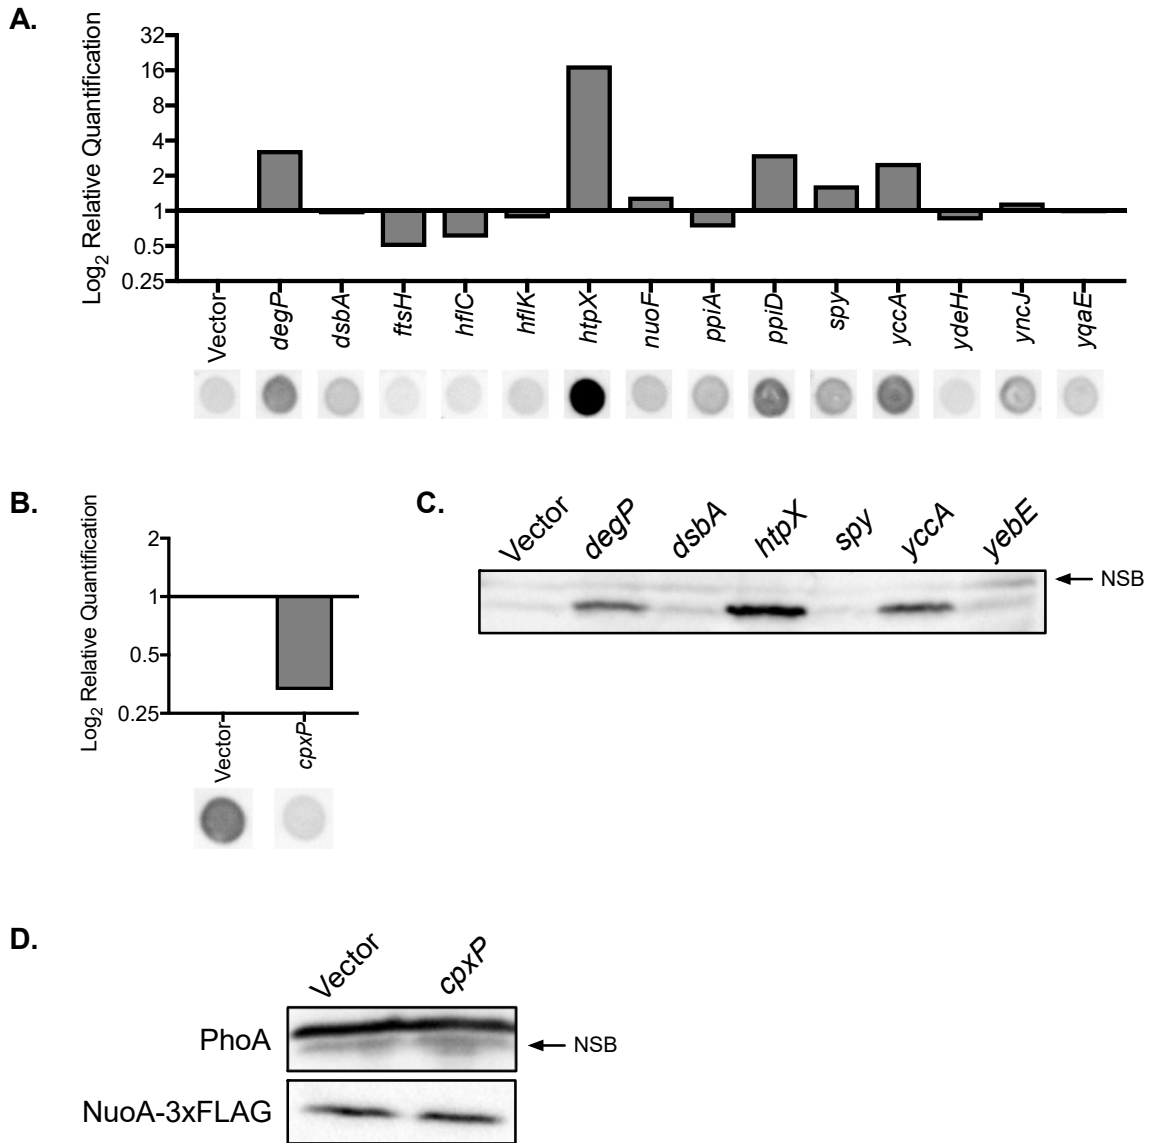 A.
Log2 Relative Quantification
32
16
8
4
2
1
0.5
0.25
Vector
degP
dsbA
ftsH
hflC
hflK
htpX
nuoF
ppiA
ppiD
spy
yccA
ydeH
yncJ
yqaE
B.
Log2 Relative Quantification
2
1
0.5
0.25
Vector
cpxP
C.
Vector
degP
dsbA
htpX
spy
yccA
yebE
NSB
D.
Vector
cpxP
PhoA
NSB
NuoA-3xFLAG